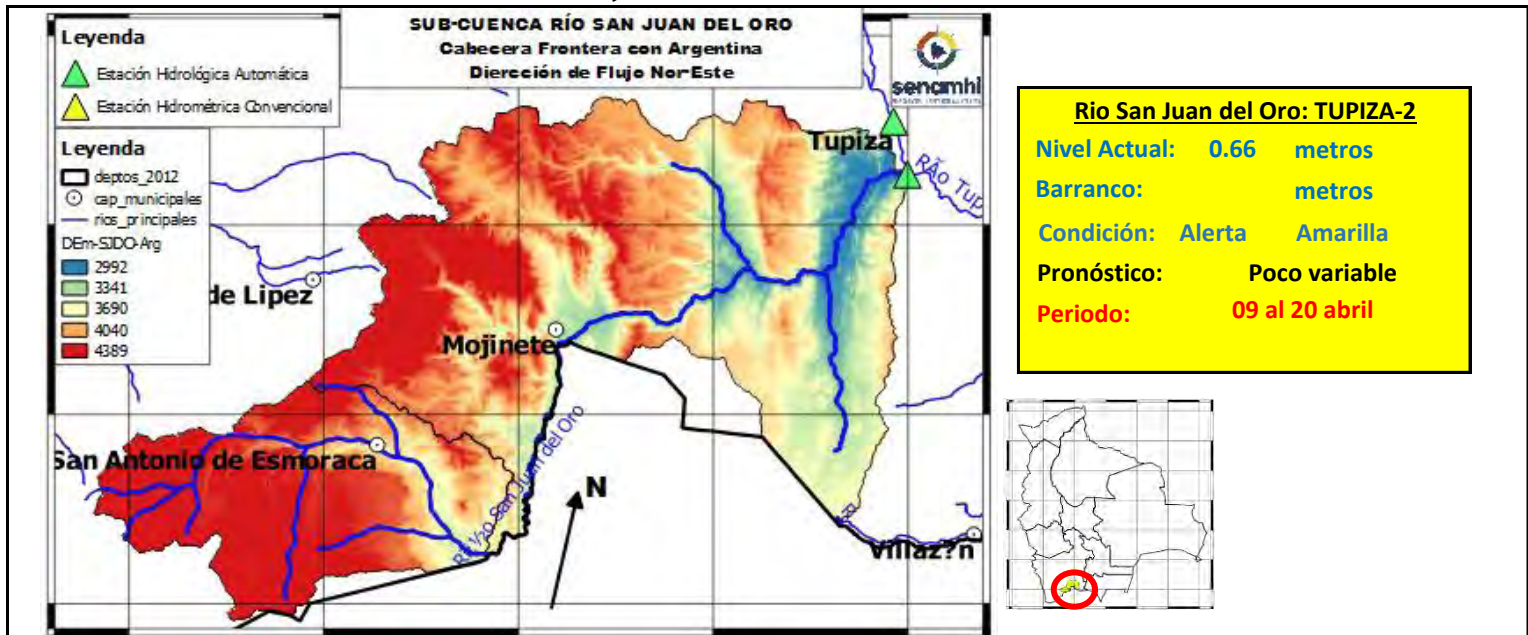 SUB-CUENCA RÍO SAN JUAN DEL ORO
Cabecera Frontera con Argentina
Diercción de Flujo Nor-Este
Leyenda
Estación Hidrológica Automática
Estación Hidrométrica Convencional
Leyenda
deptos_2012
cap_municipales
rios_principales
DEm-SJDO-Arg
2992
3341
3690
4040
4389
senamhi
Tupiza
RÃo Tup
de Lipez
Mojinete
San Antonio de Esmoraca
San Juan del Oro
N
Villaz?n
Rio San Juan del Oro: TUPIZA-2
Nivel Actual: 0.66 metros
Barranco: metros
Condición: Alerta Amarilla
Pronóstico: Poco variable
Periodo: 09 al 20 abril